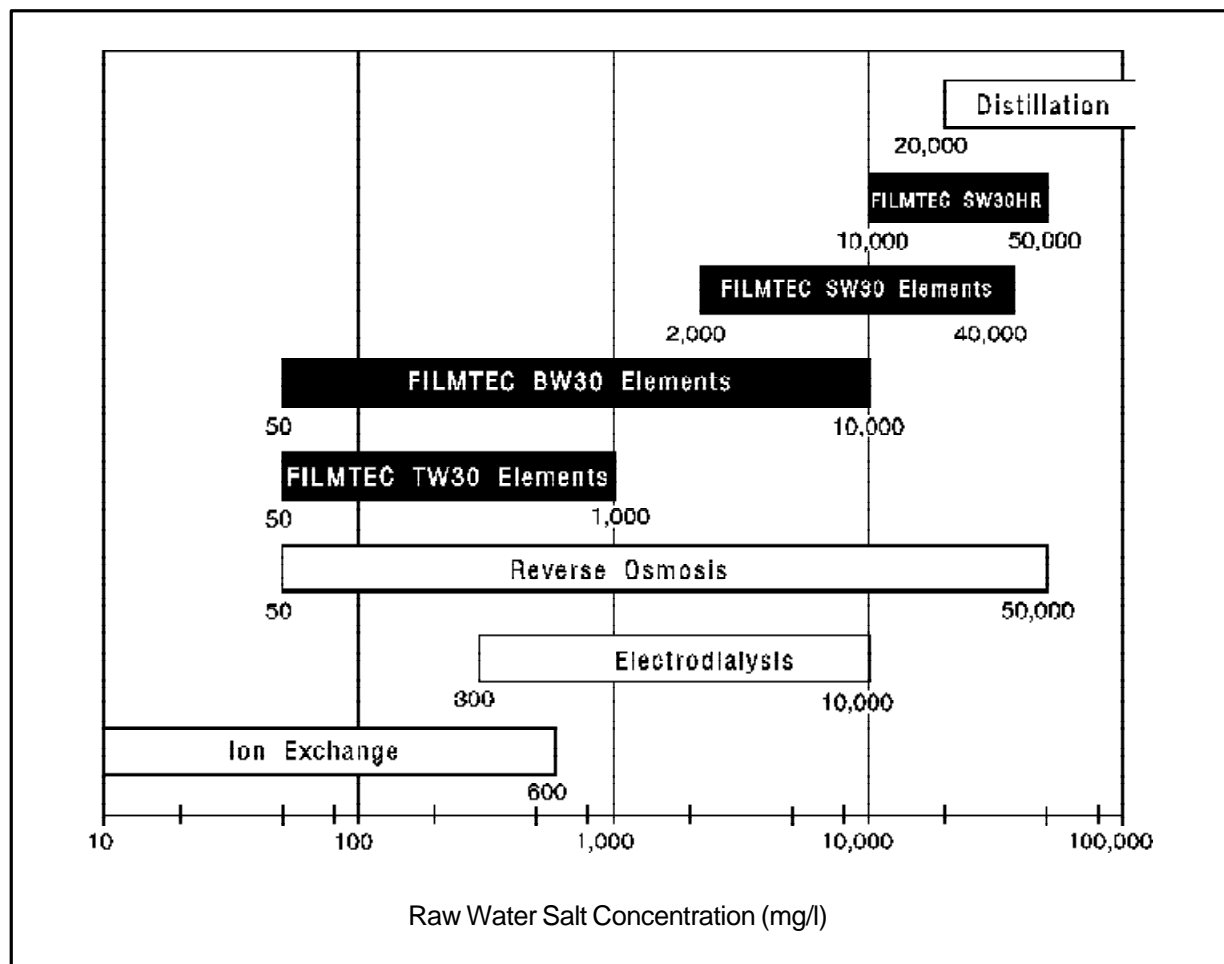 Distillation
20,000
FILMTEC SW30HR
10,000 50,000
FILMTEC SW30 Elements
2,000 40,000
FILMTEC BW30 Elements
50 10,000
FILMTEC TW30 Elements
50 1,000
Reverse Osmosis
50 50,000
Electrodialysis
300 10,000
Ion Exchange
600
10 100 1,000 10,000 100,000
Raw Water Salt Concentration (mg/l)